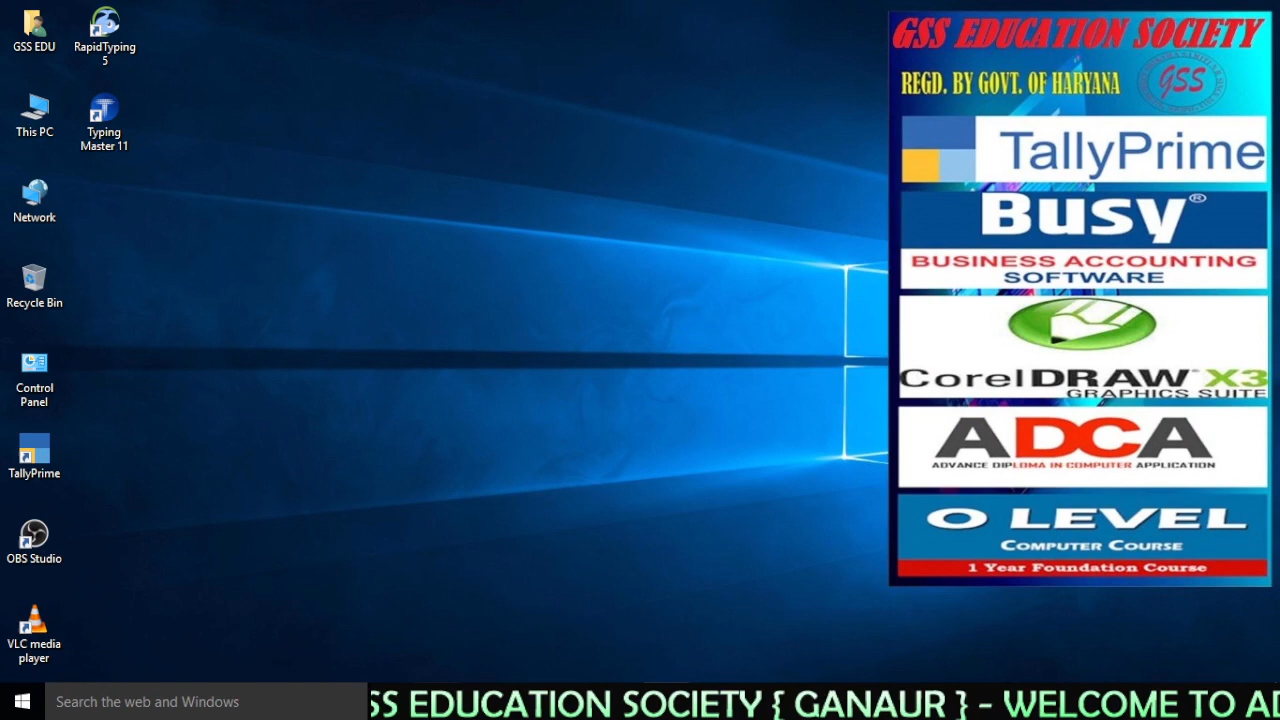 GSS EDU
RapidTyping
5
This PC
Typing
Master 11
Network
Recycle Bin
Control
Panel
TallyPrime
OBS Studio
VLC media
player
GSS EDUCATION SOCIETY
REGD. BY GOVT. OF HARYANA
GSS
TallyPrime
Busy®
BUSINESS ACCOUNTING
SOFTWARE
CorelDRAW X3
GRAPHICS SUITE
ADCA
ADVANCE DIPLOMA IN COMPUTER APPLICATION
O LEVEL
COMPUTER COURSE
1 Year Foundation Course
Search the web and Windows
SS EDUCATION SOCIETY { GANAUR } - WELCOME TO AD